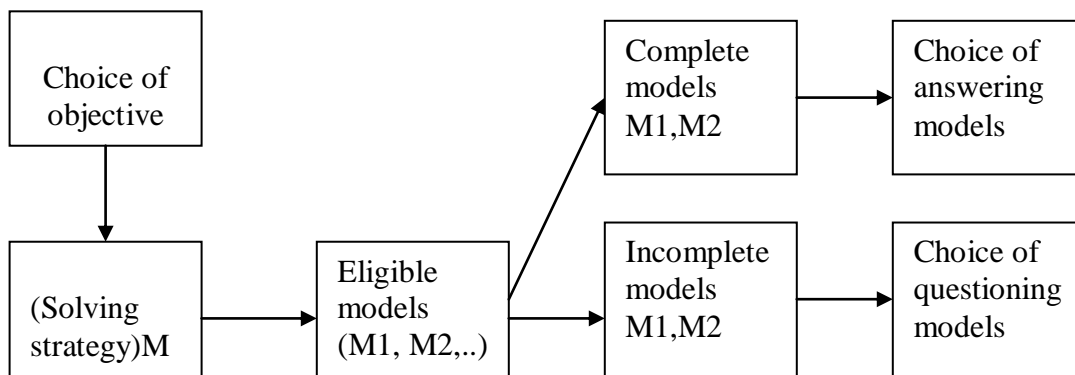 Choice of
objective
(Solving
strategy)M
Eligible
models
(M1, M2,..)
Complete
models
M1,M2
Choice of
answering
models
Incomplete
models
M1,M2
Choice of
questioning
models